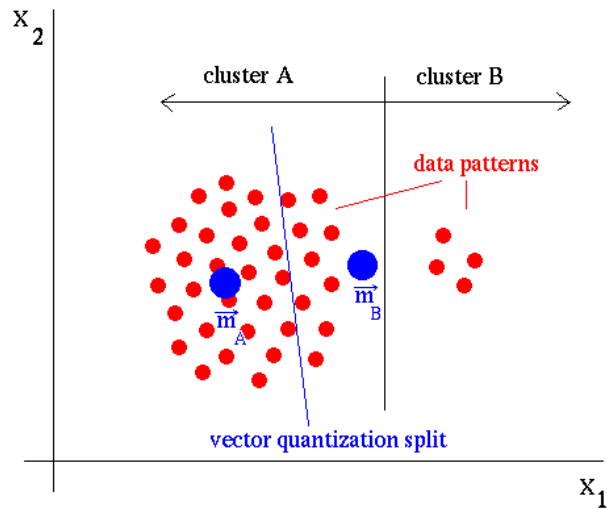 X2
cluster A
cluster B
data patterns
m A
m B
vector quantization split
X1